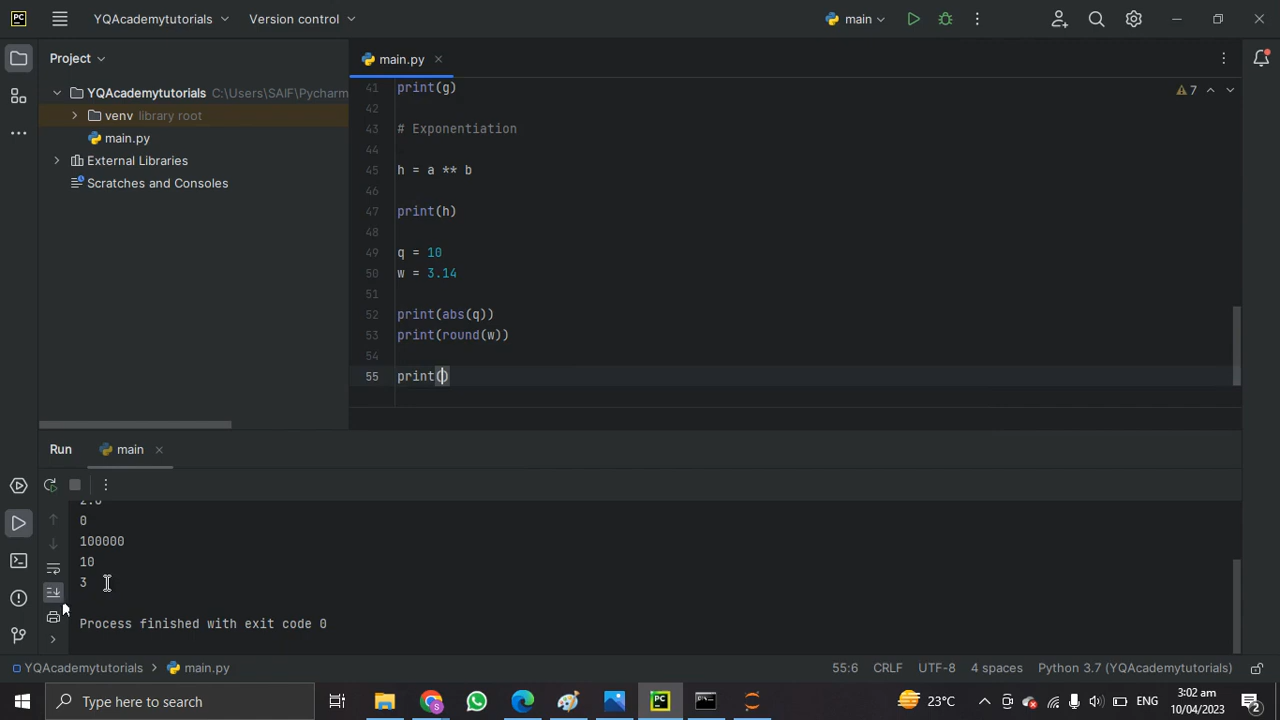 PC YQAcademytutorials Version control main
Project
main.py
YQAcademytutorials C:\Users\SAIF\Pycharm
venv library root
main.py
External Libraries
Scratches and Consoles
7
41 print(g)
42
43 # Exponentiation
44
45 h = a ** b
46
47 print(h)
48
49 q = 10
50 w = 3.14
51
52 print(abs(q))
53 print(round(w))
54
55 print()
Run main
0
100000
10
3
Process finished with exit code 0
YQAcademytutorials main.py 55:6 CRLF UTF-8 4 spaces Python 3.7 (YQAcademytutorials)
Type here to search
S
PC
23°C
ENG
3:02 am
10/04/2023
2